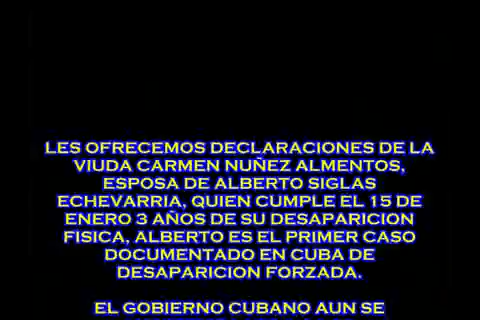 LES OFRECEMOS DECLARACIONES DE LA
VIUDA CARMEN NUÑEZ ALMENTOS,
ESPOSA DE ALBERTO SIGLAS
ECHEVARRIA, QUIEN CUMPLE EL 15 DE
ENERO 3 AÑOS DE SU DESAPARICION
FISICA, ALBERTO ES EL PRIMER CASO
DOCUMENTADO EN CUBA DE
DESAPARICION FORZADA.
EL GOBIERNO CUBANO AUN SE